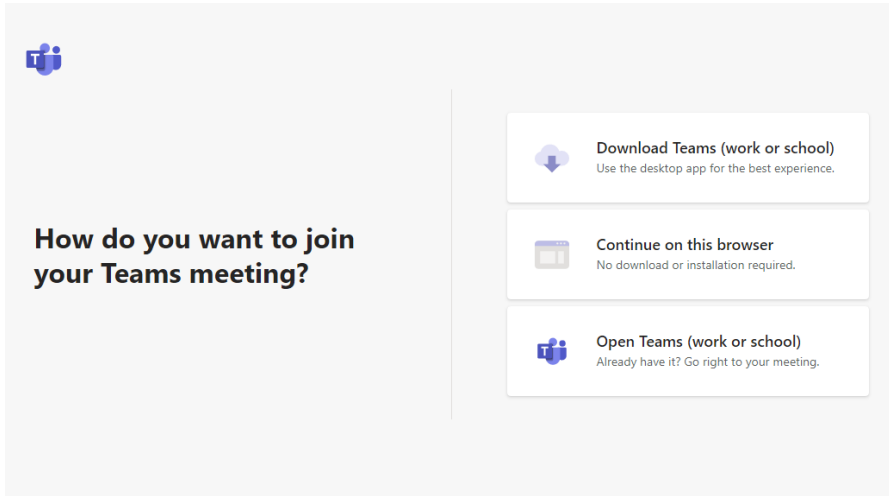 How do you want to join
your Teams meeting?
Download Teams (work or school)
Use the desktop app for the best experience.
Continue on this browser
No download or installation required.
Open Teams (work or school)
Already have it? Go right to your meeting.